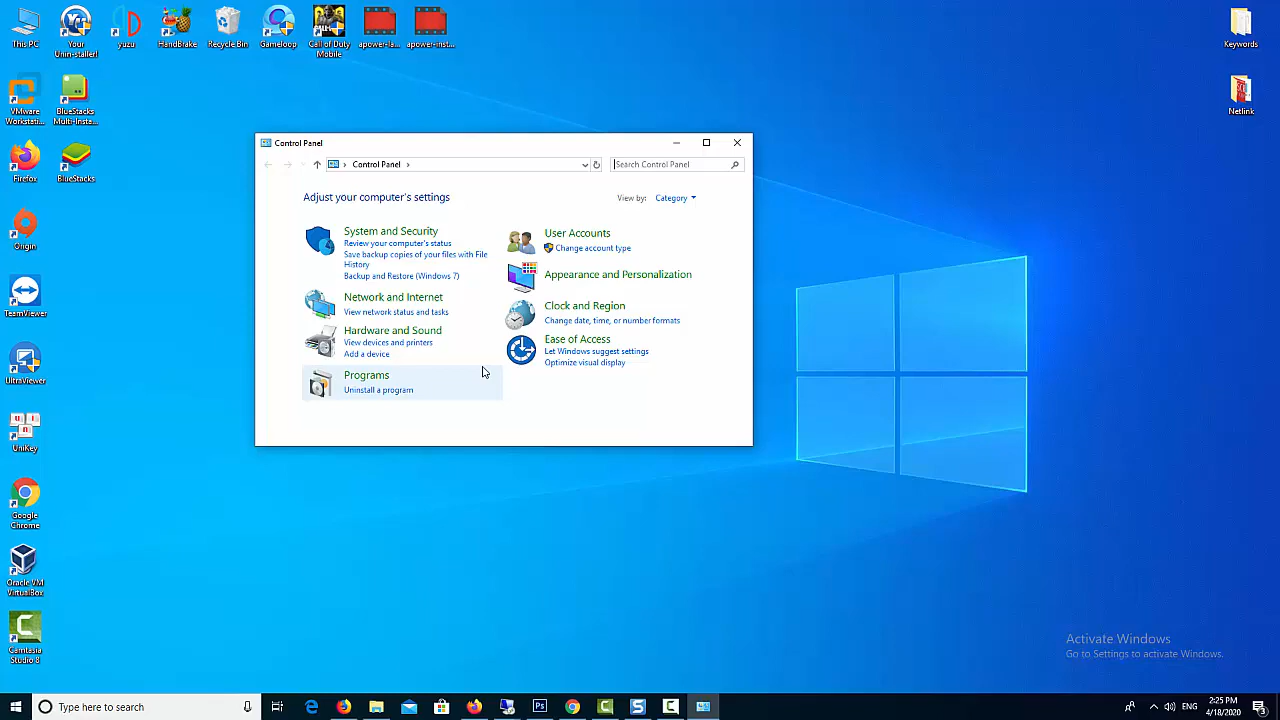 This PC
Your
Unin-staller!
yuzu
HandBrake
Recycle Bin
Gameloop
Call of Duty
Mobile
apower-la...
apower-inst...
Keywords
VMware
Workstati...
BlueStacks
Multi-Insta...
Netlink
Firefox
BlueStacks
Origin
TeamViewer
UltraViewer
UniKey
Google
Chrome
Oracle VM
VirtualBox
Camtasia
Studio 8
Control Panel
Control Panel
Search Control Panel
Adjust your computer's settings
View by:
Category
System and Security
Review your computer's status
Save backup copies of your files with File
History
Backup and Restore (Windows 7)
Network and Internet
View network status and tasks
Hardware and Sound
View devices and printers
Add a device
Programs
Uninstall a program
User Accounts
Change account type
Appearance and Personalization
Clock and Region
Change date, time, or number formats
Ease of Access
Let Windows suggest settings
Optimize visual display
Activate Windows
Go to Settings to activate Windows.
Type here to search
ENG
2:25 PM
4/18/2020